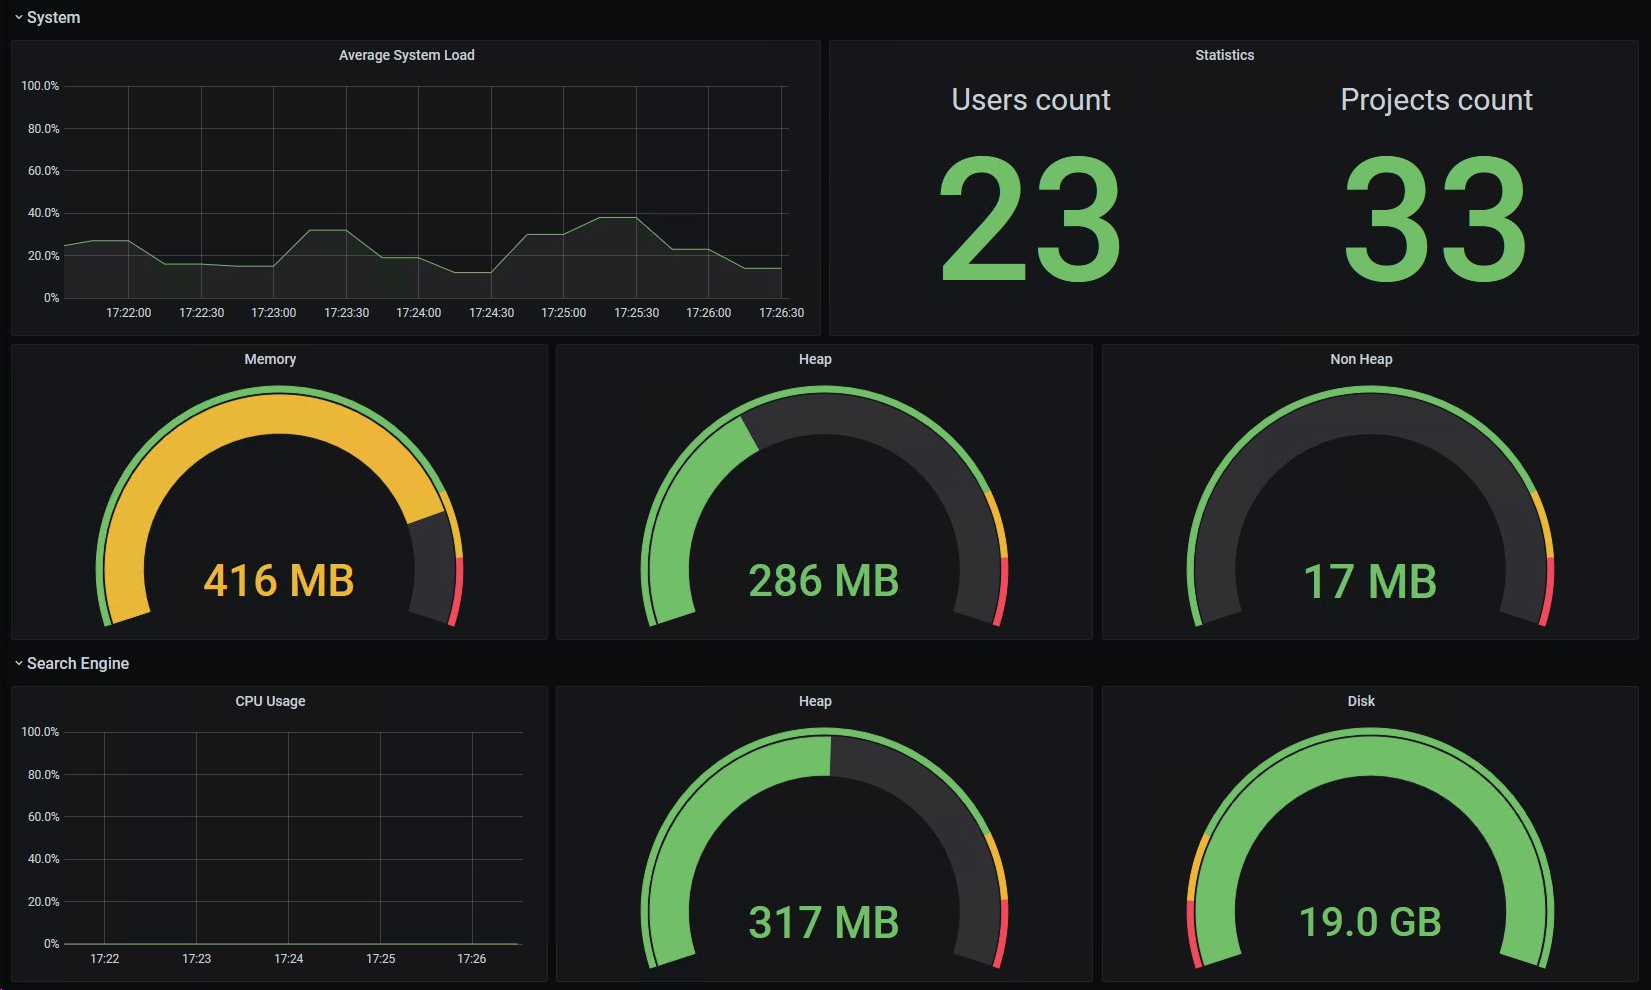 System
Average System Load
100.0%
80.0%
60.0%
40.0%
20.0%
0%
17:22:00 17:22:30 17:23:00 17:23:30 17:24:00 17:24:30 17:25:00 17:25:30 17:26:00 17:26:30
Statistics
Users count
23
Projects count
33
Memory
416 MB
Heap
286 MB
Non Heap
17 MB
Search Engine
CPU Usage
100.0%
80.0%
60.0%
40.0%
20.0%
0%
17:22 17:23 17:24 17:25 17:26
Heap
317 MB
Disk
19.0 GB